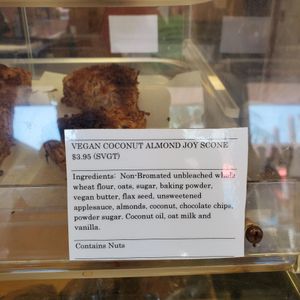 VEGAN COCONUT ALMOND JOY SCONE
$3.95 (SVGT)
Ingredients: Non-Bromated unbleached whole
wheat flour, oats, sugar, baking powder,
vegan butter, flax seed, unsweetened
applesauce, almonds, coconut, chocolate chips,
powder sugar. Coconut oil, oat milk and
vanilla.
Contains Nuts